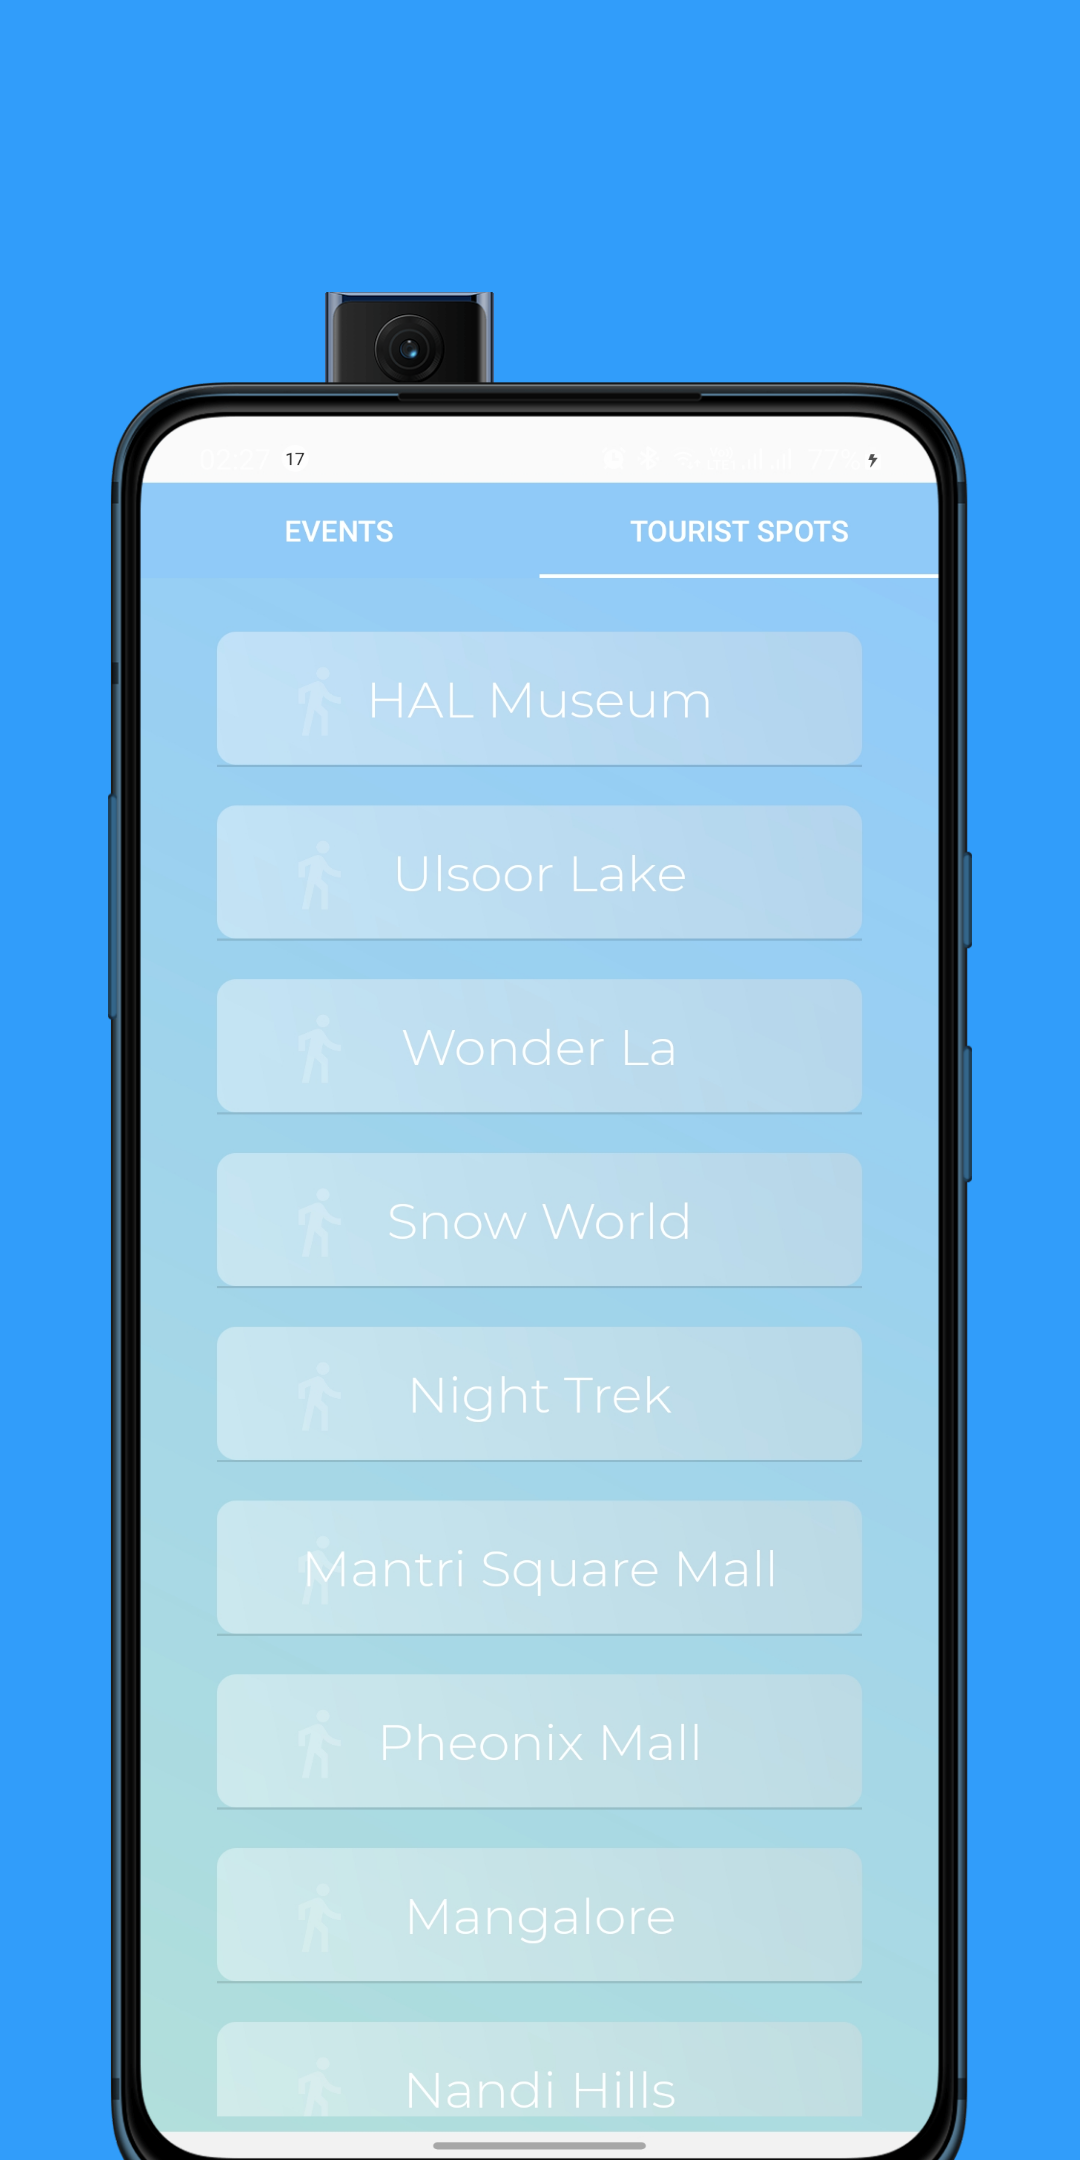 02.27 17 77%
EVENTS TOURIST SPOTS
HAL Museum
Ulsoor Lake
Wonder La
Snow World
Night Trek
Mantri Square Mall
Pheonix Mall
Mangalore
Nandi Hills